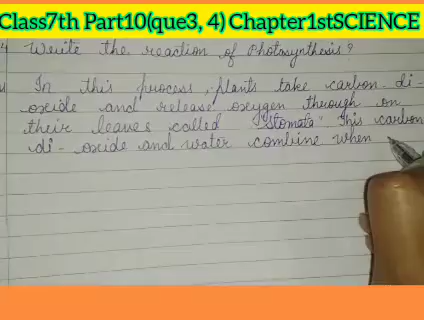 Class7th Part10(que3, 4) Chapter1stSCIENCE
Write the reaction of Photosynthesis?
In this process, plants take carbon-di-
oxide and release oxygen through on
their leaves called "stomata" This carbon
di-oxide and water combine when